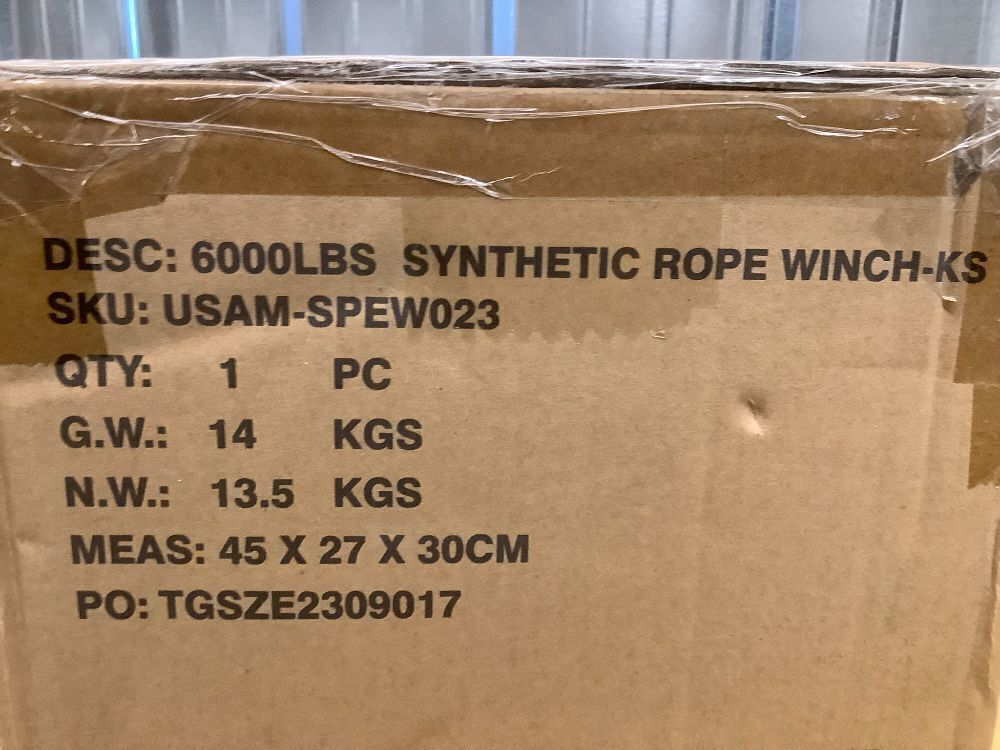 DESC: 6000LBS SYNTHETIC ROPE WINCH-KS
SKU: USAM-SPEW023
QTY: 1 PC
G.W.: 14 KGS
N.W.: 13.5 KGS
MEAS: 45 X 27 X 30CM
PO: TGSZE2309017